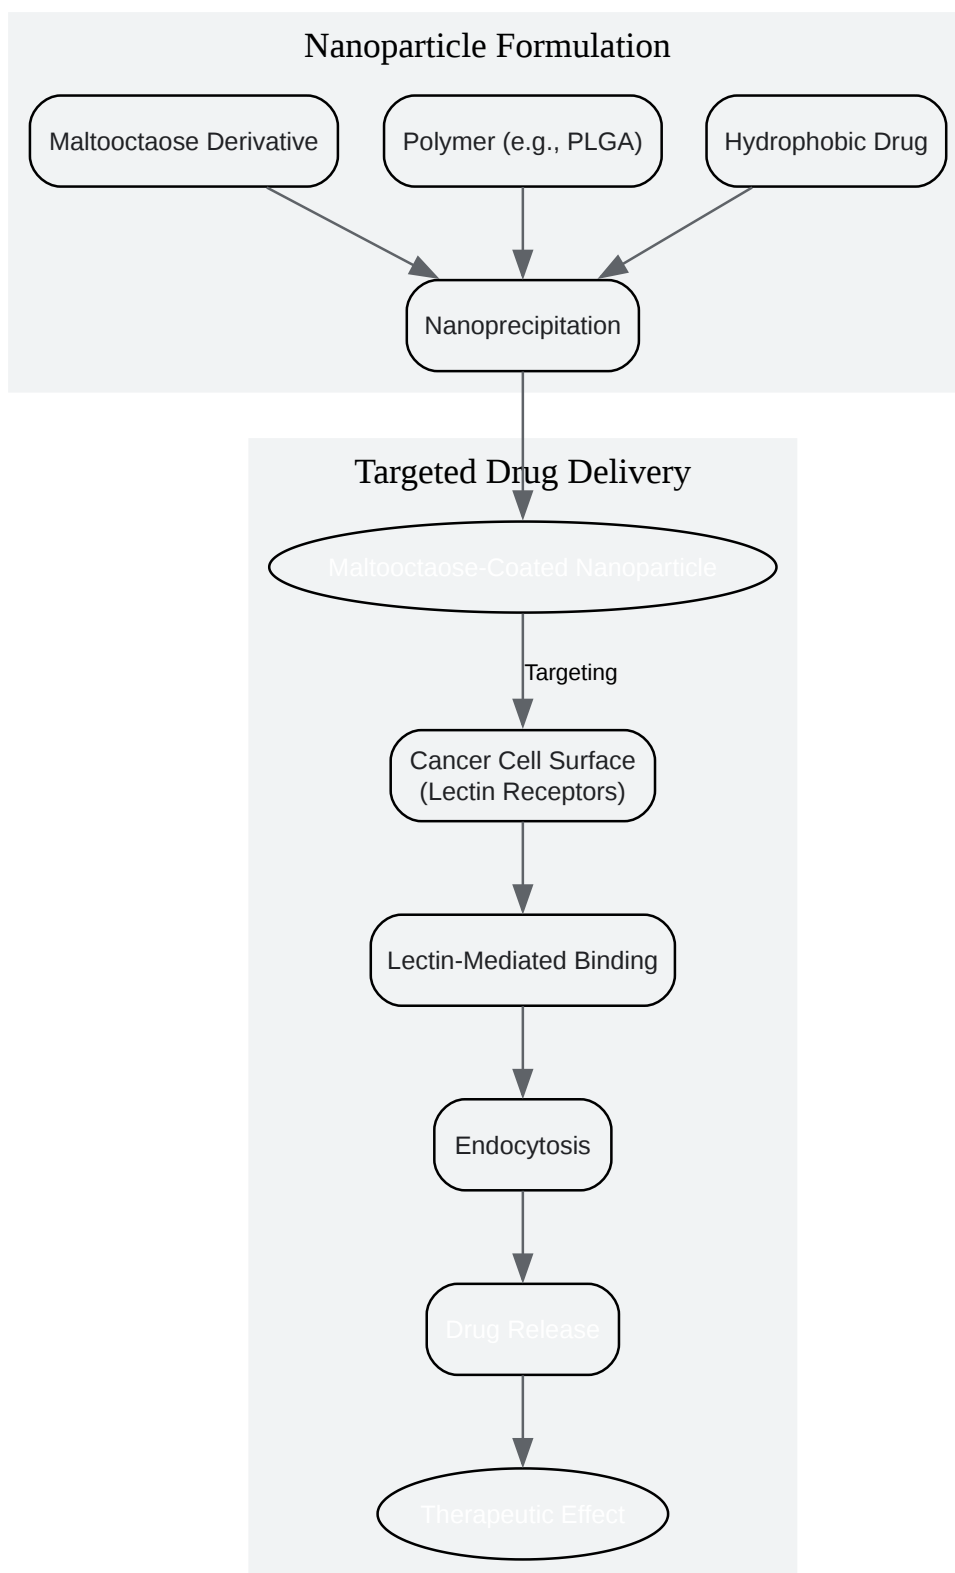 Nanoparticle Formulation
Maltooctaose Derivative
Polymer (e.g., PLGA)
Hydrophobic Drug
Nanoprecipitation
Targeted Drug Delivery
Maltooctaose-Coated Nanoparticle
Targeting
Cancer Cell Surface
(Lectin Receptors)
Lectin-Mediated Binding
Endocytosis
Drug Release
Therapeutic Effect